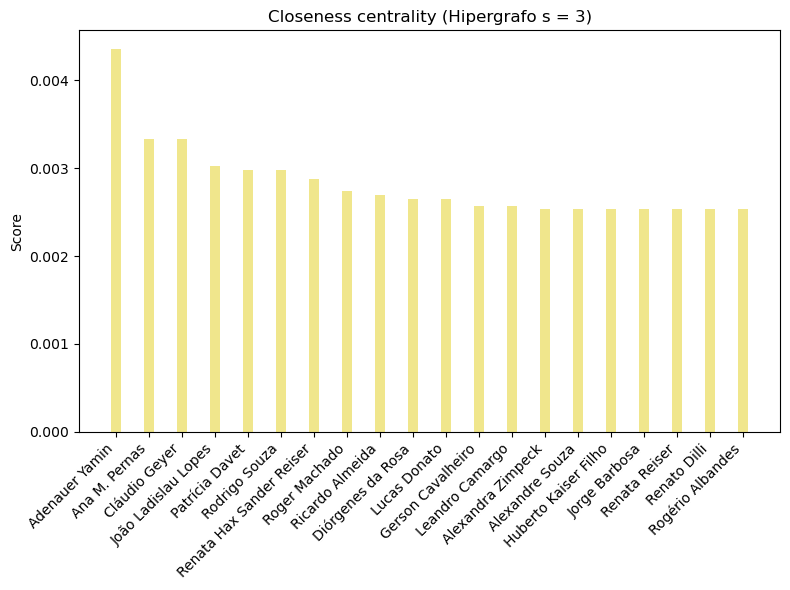 Closeness centrality (Hipergrafo s = 3)
Score
0.004
0.003
0.002
0.001
0.000
Adenauer Yamin
Ana M. Pernas
Cláudio Geyer
João Ladislau Lopes
Patrícia Davet
Rodrigo Souza
Renata Hax Sander Reiser
Roger Machado
Ricardo Almeida
Diórgenes da Rosa
Lucas Donato
Gerson Cavalheiro
Leandro Camargo
Alexandra Zimpeck
Alexandre Souza
Huberto Kaiser Filho
Jorge Barbosa
Renata Reiser
Renato Dilli
Rogério Albandes